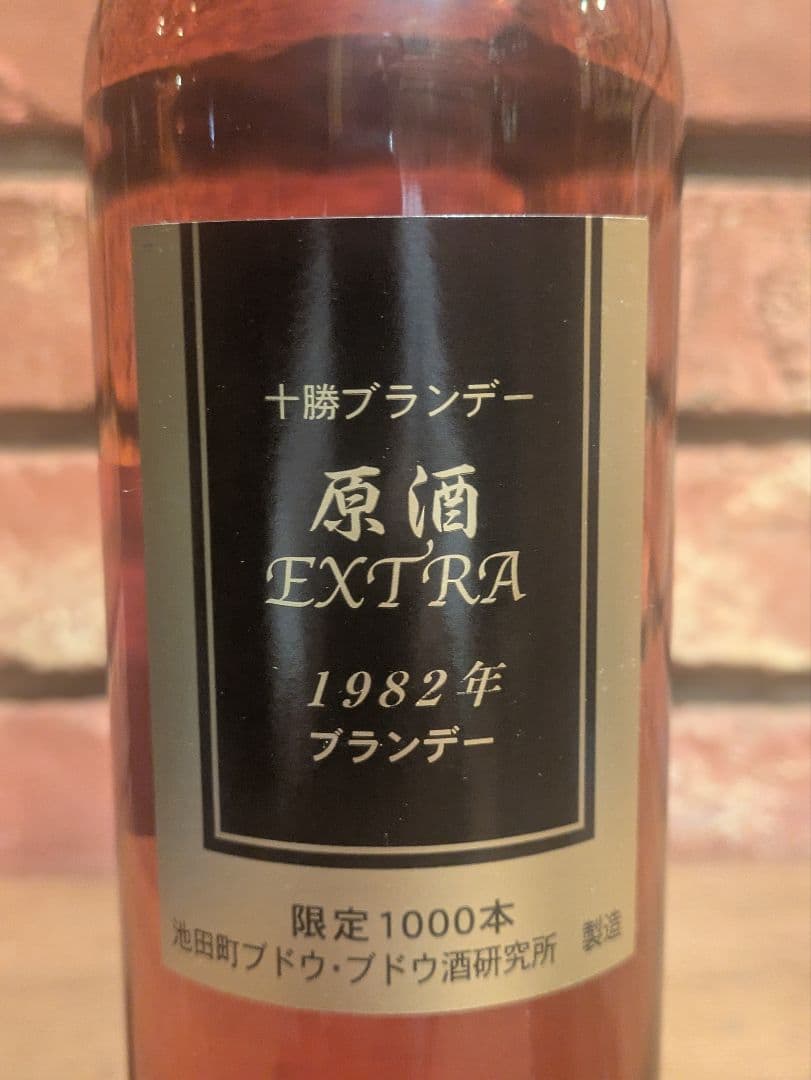 十勝ブランデー
原酒
EXTRA
1982年
ブランデー
限定1000本
池田町ブドウ・ブドウ酒研究所 製造